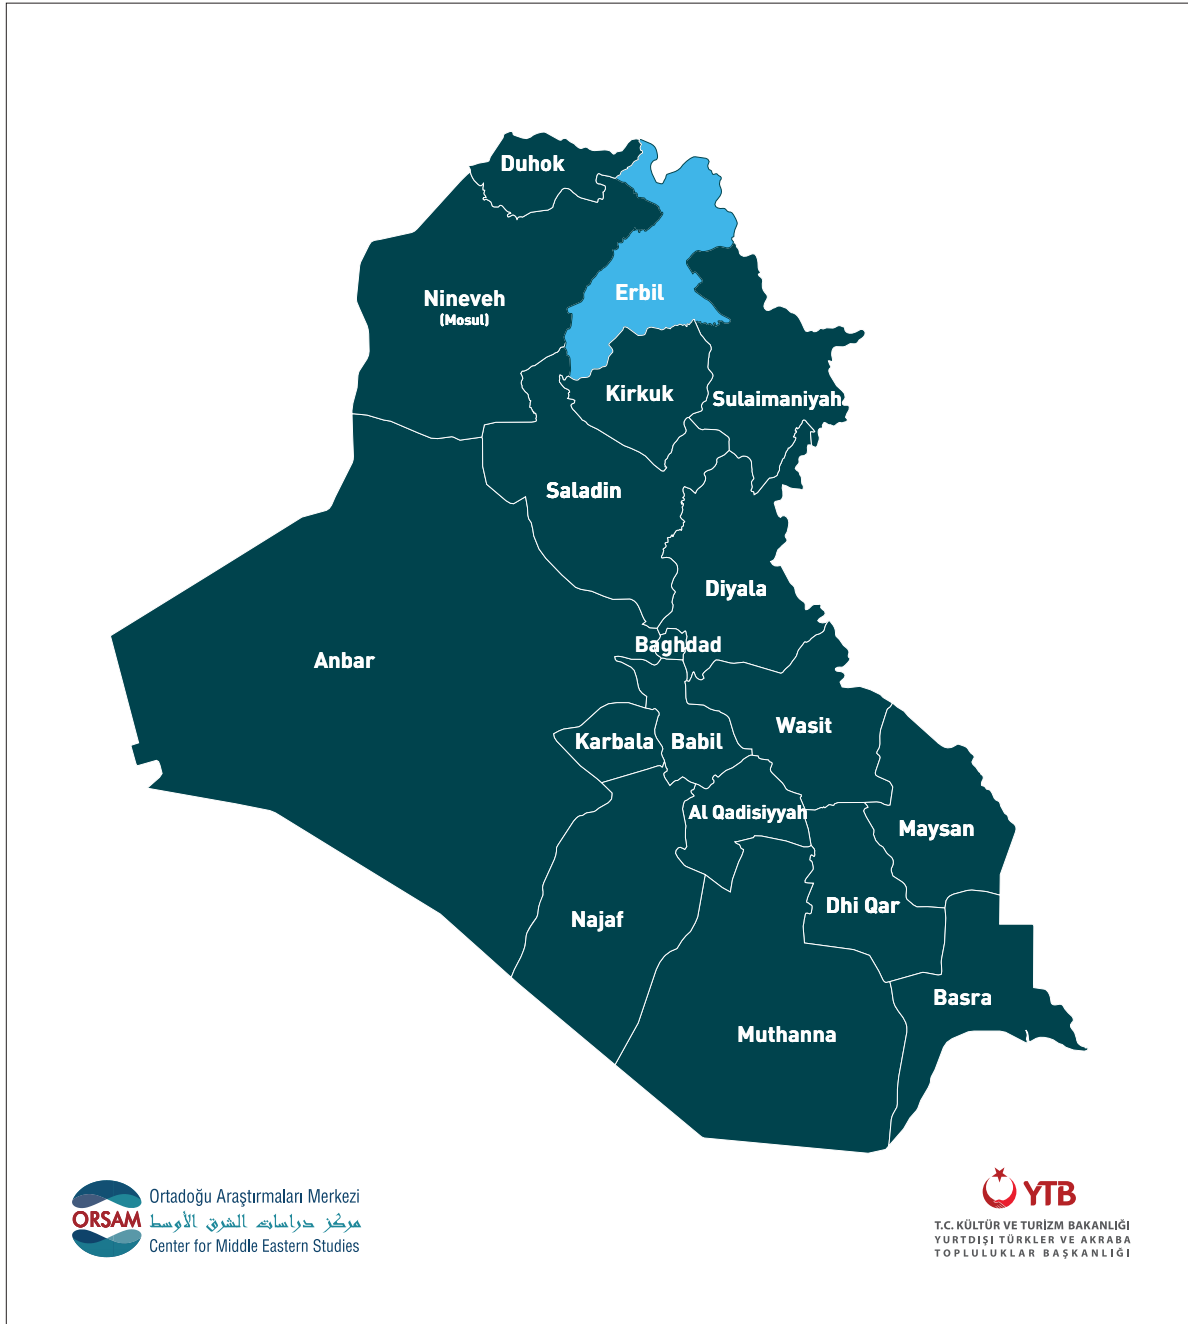 Duhok
Erbil
Nineveh
(Mosul)
Kirkuk
Sulaimaniyah
Saladin
Diyala
Baghdad
Anbar
Wasit
Karbala
Babil
Al Qadisiyyah
Maysan
Dhi Qar
Najaf
Basra
Muthanna
ORSAM
Ortadoğu Araştırmaları Merkezi
مركز دراسات الشرق الأوسط
Center for Middle Eastern Studies
YTB
T.C. KÜLTÜR VE TURİZM BAKANLIĞI
YURTDIŞI TÜRKLER VE AKRABA
TOPLULUKLAR BAŞKANLIĞI